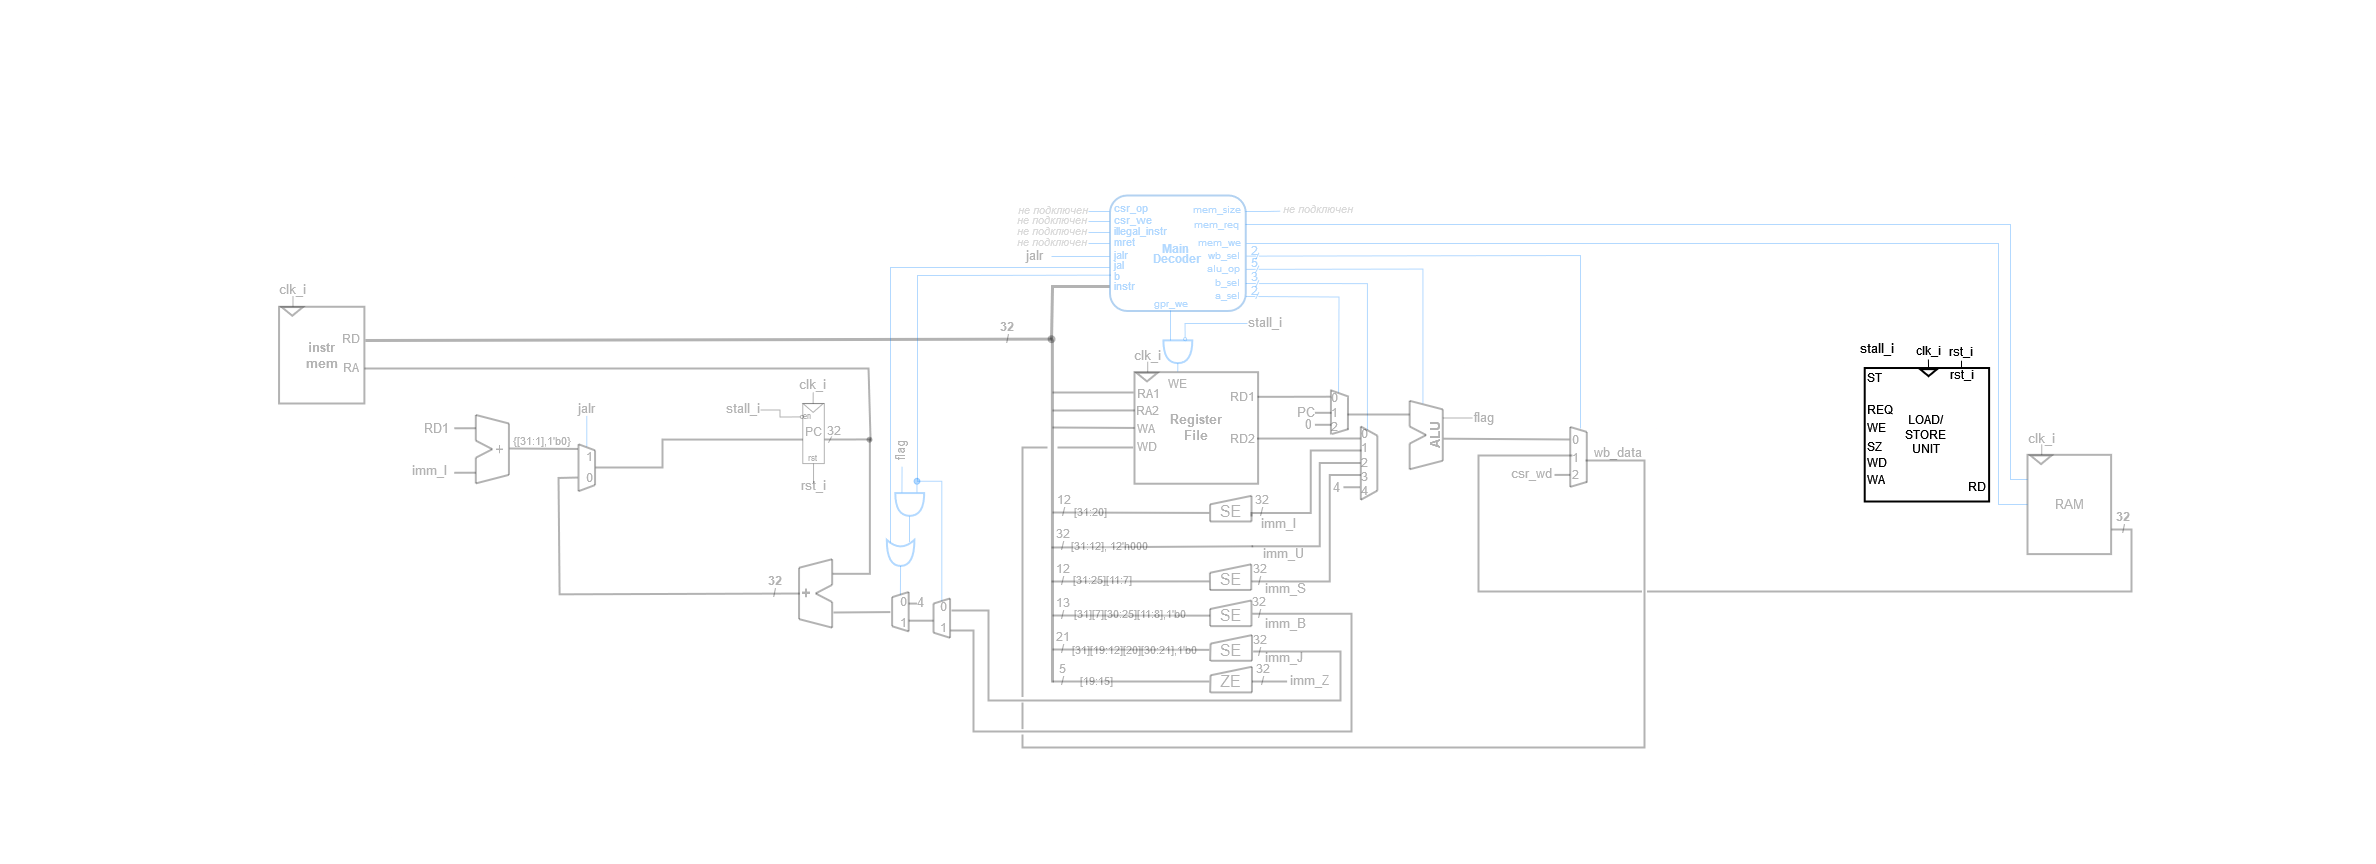 csr_op
csr_we
illegal_instr
mret
jalr
jal
b
instr
Main
Decoder
gpr_we
mem_size
mem_req
mem_we
wb_sel
alu_op
b_sel
a_sel
не подключен
не подключен
не подключен
не подключен
jalr
не подключен
2
5
3
2
clk_i
RD
instr
mem
RA
32
RD1
imm_I
+
{[31:1],1'b0}
jalr
1
0
stall_i
clk_i
en
PC
rst
32
rst_i
flag
32
+
0
1
4
0
1
stall_i
clk_i
WE
RA1
RA2
WA
WD
Register
File
RD1
RD2
PC
0
0
1
2
0
1
2
3
4
4
ALU
flag
0
1
2
csr_wd
wb_data
12
[31:20]
SE
32
imm_I
32
[31:12], 12'h000
imm_U
12
[31:25][11:7]
SE
32
imm_S
13
[31][7][30:25][11:8],1'b0
SE
32
imm_B
21
[31][19:12][20][30:21],1'b0
SE
32
imm_J
5
[19:15]
ZE
32
imm_Z
stall_i
clk_i
rst_i
ST
rst_i
REQ
WE
SZ
WD
WA
LOAD/
STORE
UNIT
RD
clk_i
RAM
32